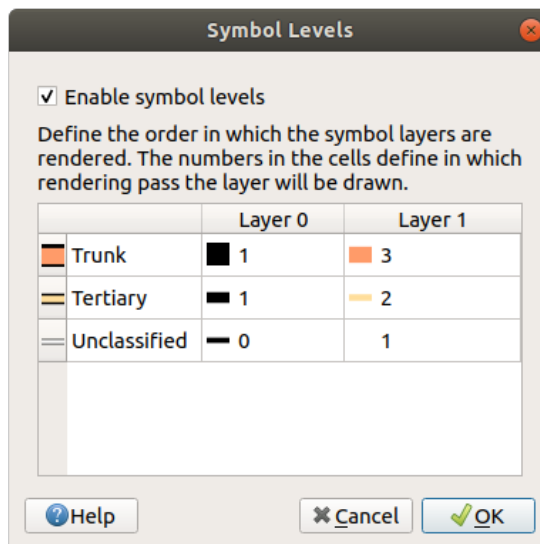 Symbol Levels
Enable symbol levels
Define the order in which the symbol layers are
rendered. The numbers in the cells define in which
rendering pass the layer will be drawn.
Layer 0 Layer 1
Trunk 1 3
Tertiary 1 2
Unclassified 0 1
Help Cancel OK